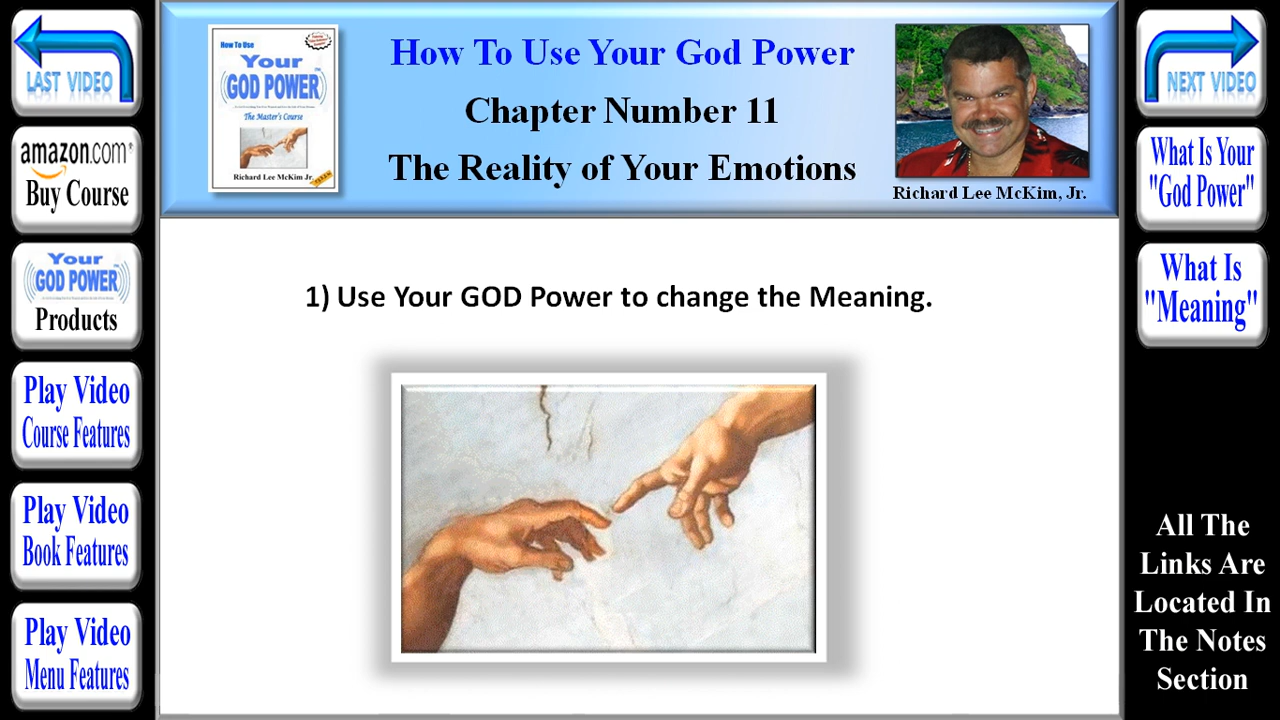 LAST VIDEO
amazon.com
Buy Course
Your
GOD POWER
Products
Play Video
Course Features
Play Video
Book Features
Play Video
Menu Features
How To Use
Your
GOD POWER
The Master's Course
Richard Lee McKim Jr.
How To Use Your God Power
Chapter Number 11
The Reality of Your Emotions
Richard Lee McKim, Jr.
1) Use Your GOD Power to change the Meaning.
NEXT VIDEO
What Is Your
"God Power"
What Is
"Meaning"
All The
Links Are
Located In
The Notes
Section